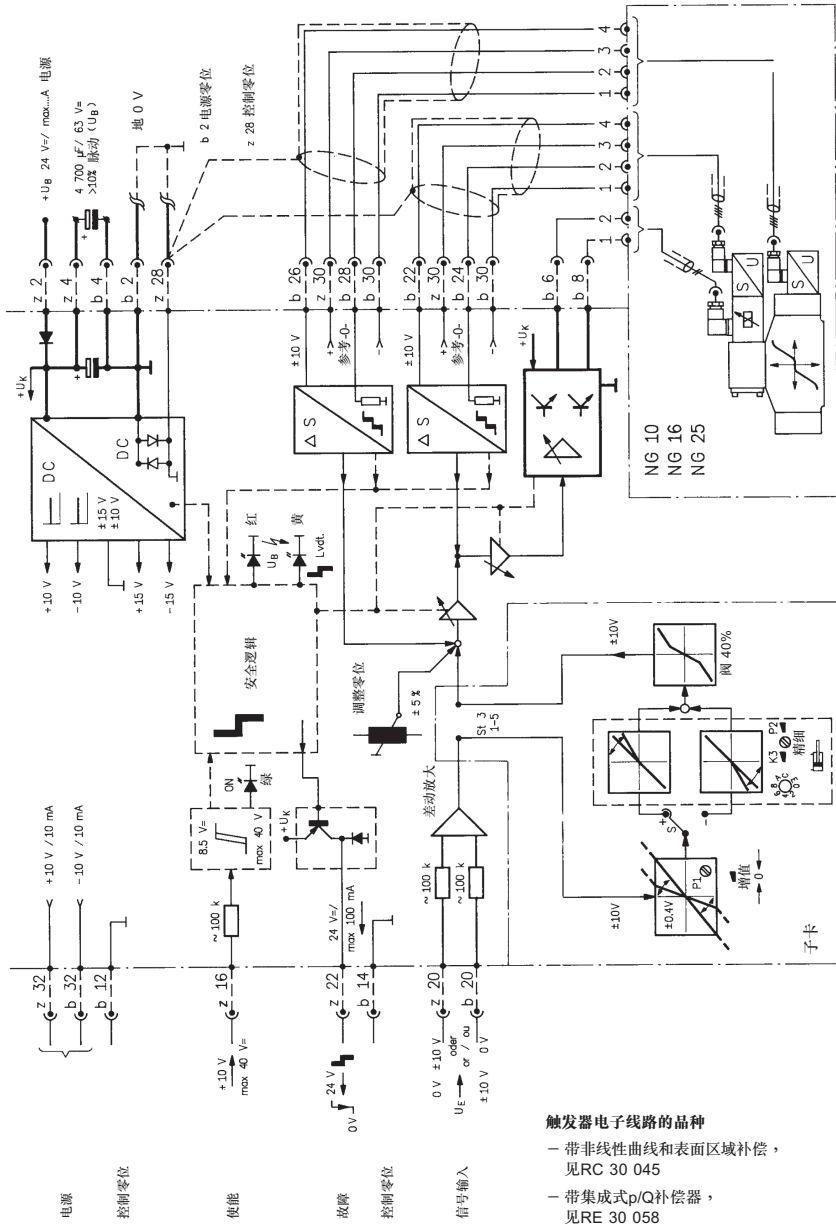 +UB 24 V=/ max....A 电源
4 700 µF/ 63 V=
>10% 脉动 (UB)
地 0 V
b 2 电源零位
z 28 控制零位
z 2
z 4
b 4
b 2
z 28
b 26
z 30
b 28
b 30
b 22
z 30
b 24
b 30
b 6
b 8
4
3
2
1
4
3
2
1
2
1
+UK
DC
DC
±15 V
±10 V
+10 V
-10 V
+15 V
-15 V
±10 V
+
参考-0-
-
±10 V
+
参考-0-
-
+UK
△ S
△ S
红
UB
黄
Lvdt.
安全逻辑
调整零位
±5%
ON
绿
8.5 V=
max 40 V
+UK
~100 k
24 V=/
max 100 mA
差动放大
~100 k
~100 k
St 3
1-5
NG 10
NG 16
NG 25
S
U
S
U
±10V
阀 40%
K3
P2
精细
S
+
-
±10V
±0,4V
P1
增值
0
子卡
+10 V / 10 mA
-10 V / 10 mA
z 32
b 32
b 12
z 16
z 22
b 14
z 20
b 20
+10 V
max 40 V=
24 V
0V
0 V ±10 V
UE
oder
or / ou
±10 V 0 V
电源
控制零位
使能
故障
控制零位
信号输入
触发器电子线路的品种
– 带非线性曲线和表面区域补偿，
见RC 30 045
– 带集成式p/Q补偿器，
见RE 30 058